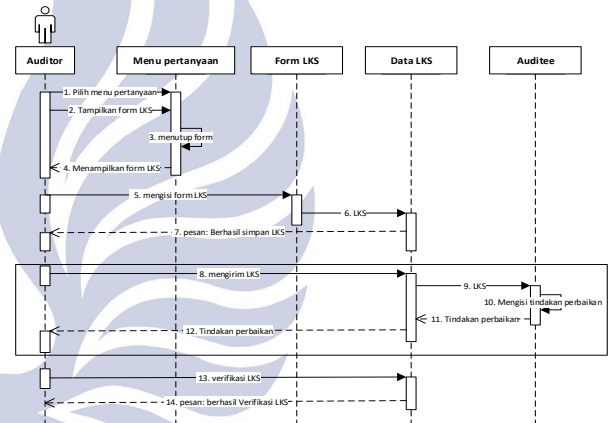 Auditor
Menu pertanyaan
Form LKS
Data LKS
Auditee
1. Pilih menu pertanyaan
2. Tampilkan form LKS
3. menutup form
4. Menampilkan form LKS
5. mengisi form LKS
6. LKS
7. pesan: Berhasil simpan LKS
8. mengirim LKS
9. LKS
10. Mengisi tindakan perbaikan
11. Tindakan perbaikan
12. Tindakan perbaikan
13. verifikasi LKS
14. pesan: berhasil Verifikasi LKS